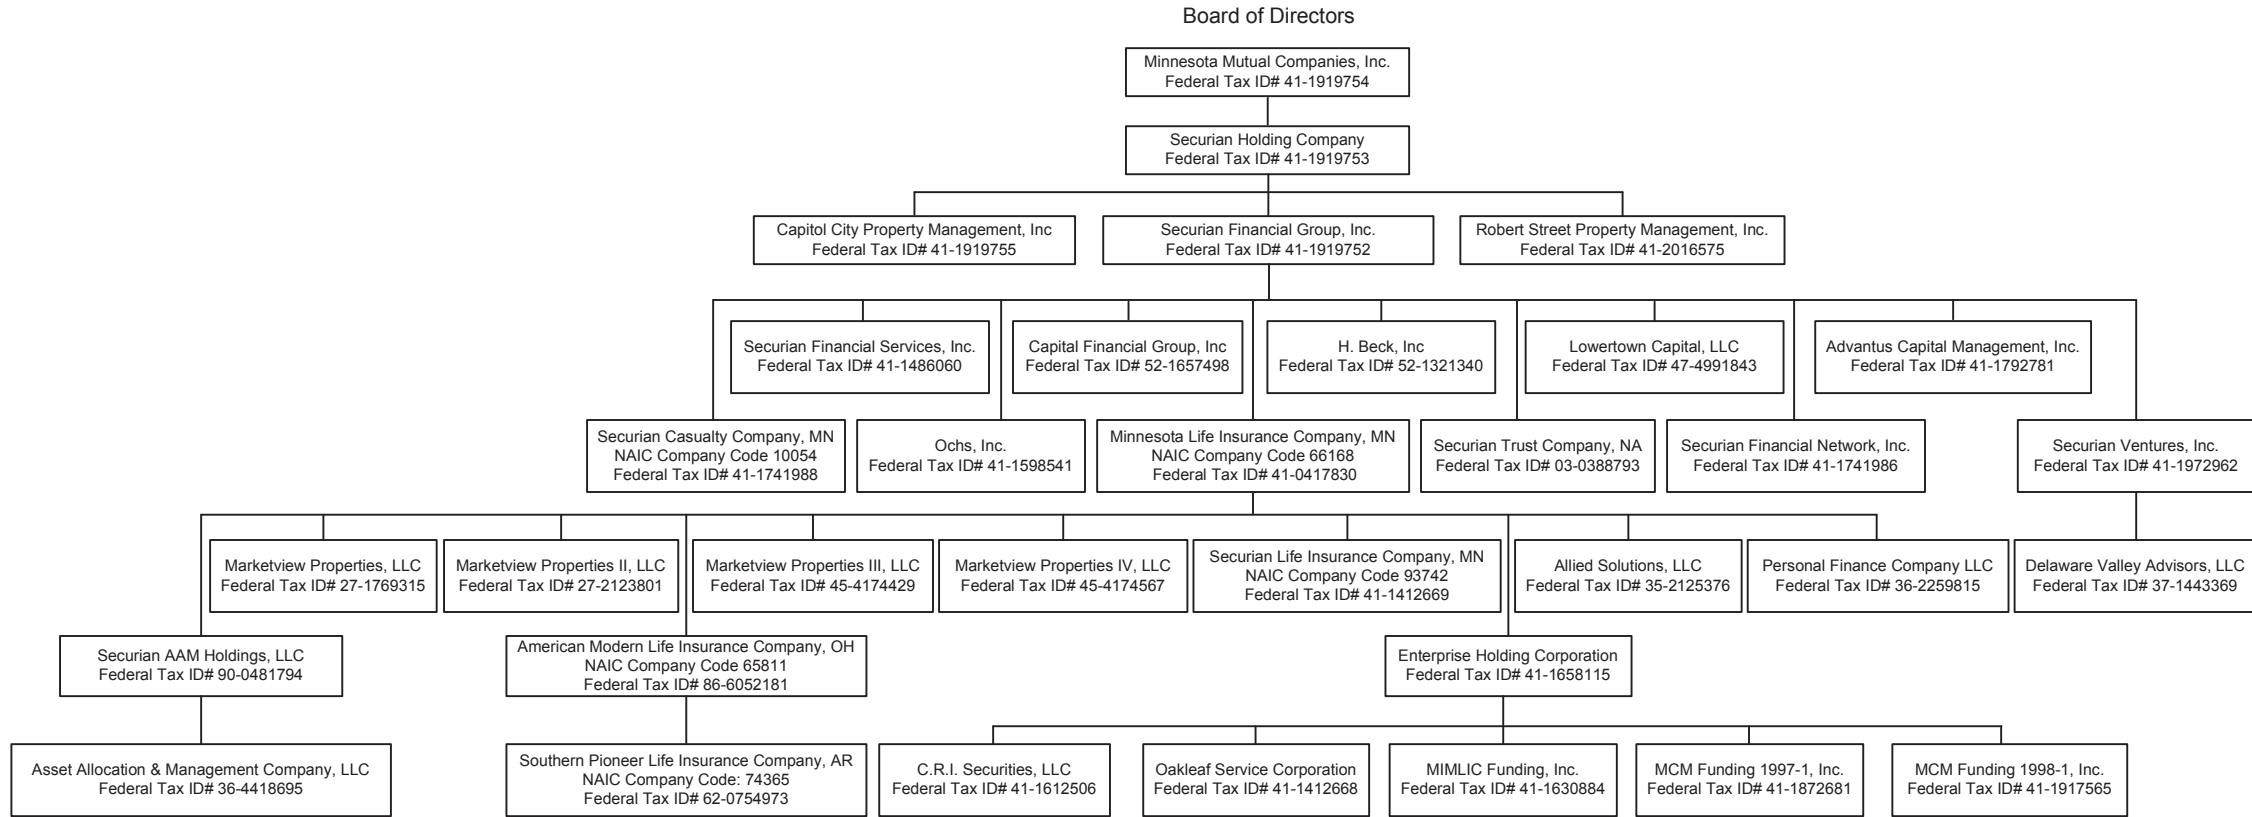 Board of Directors
Minnesota Mutual Companies, Inc.
Federal Tax ID# 41-1919754
Securian Holding Company
Federal Tax ID# 41-1919753
Capitol City Property Management, Inc
Federal Tax ID# 41-1919755
Securian Financial Group, Inc.
Federal Tax ID# 41-1919752
Robert Street Property Management, Inc.
Federal Tax ID# 41-2016575
Securian Financial Services, Inc.
Federal Tax ID# 41-1486060
Capital Financial Group, Inc
Federal Tax ID# 52-1657498
H. Beck, Inc
Federal Tax ID# 52-1321340
Lowertown Capital, LLC
Federal Tax ID# 47-4991843
Advantus Capital Management, Inc.
Federal Tax ID# 41-1792781
Securian Casualty Company, MN
NAIC Company Code 10054
Federal Tax ID# 41-1741988
Ochs, Inc.
Federal Tax ID# 41-1598541
Minnesota Life Insurance Company, MN
NAIC Company Code 66168
Federal Tax ID# 41-0417830
Securian Trust Company, NA
Federal Tax ID# 03-0388793
Securian Financial Network, Inc.
Federal Tax ID# 41-1741986
Securian Ventures, Inc.
Federal Tax ID# 41-1972962
Marketview Properties, LLC
Federal Tax ID# 27-1769315
Marketview Properties II, LLC
Federal Tax ID# 27-2123801
Marketview Properties III, LLC
Federal Tax ID# 45-4174429
Marketview Properties IV, LLC
Federal Tax ID# 45-4174567
Securian Life Insurance Company, MN
NAIC Company Code 93742
Federal Tax ID# 41-1412669
Allied Solutions, LLC
Federal Tax ID# 35-2125376
Personal Finance Company LLC
Federal Tax ID# 36-2259815
Delaware Valley Advisors, LLC
Federal Tax ID# 37-1443369
Securian AAM Holdings, LLC
Federal Tax ID# 90-0481794
American Modern Life Insurance Company, OH
NAIC Company Code 65811
Federal Tax ID# 86-6052181
Enterprise Holding Corporation
Federal Tax ID# 41-1658115
Asset Allocation & Management Company, LLC
Federal Tax ID# 36-4418695
Southern Pioneer Life Insurance Company, AR
NAIC Company Code: 74365
Federal Tax ID# 62-0754973
C.R.I. Securities, LLC
Federal Tax ID# 41-1612506
Oakleaf Service Corporation
Federal Tax ID# 41-1412668
MIMLIC Funding, Inc.
Federal Tax ID# 41-1630884
MCM Funding 1997-1, Inc.
Federal Tax ID# 41-1872681
MCM Funding 1998-1, Inc.
Federal Tax ID# 41-1917565